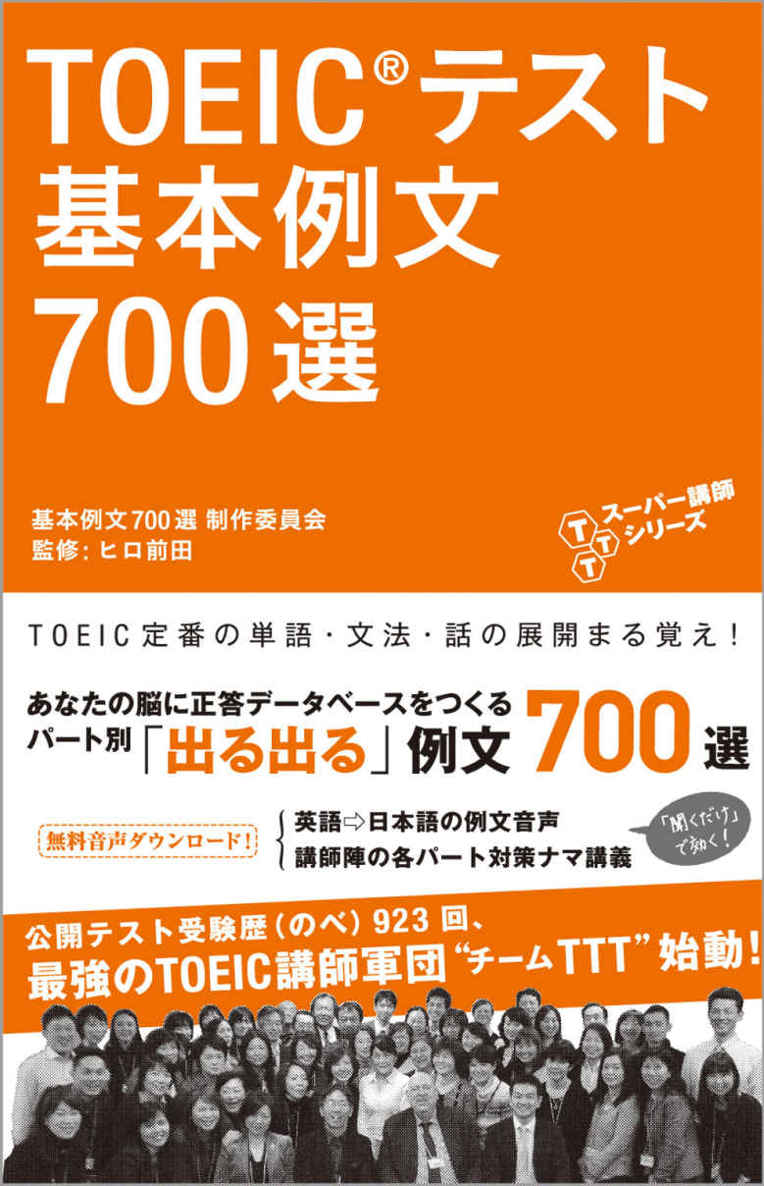 TOEIC®テスト
基本例文
700選
基本例文700選 制作委員会
監修: ヒロ前田
スーパー講師
シリーズ
T
T
T
TOEIC定番の単語・文法・話の展開まる覚え!
あなたの脳に正答データベースをつくる
パート別「出る出る」例文700選
無料音声ダウンロード!
英語⇨日本語の例文音声
講師陣の各パート対策ナマ講義
「聞くだけ」
で効く!
公開テスト受験歴(のべ)923回、
最強のTOEIC講師軍団“チームTTT”始動!